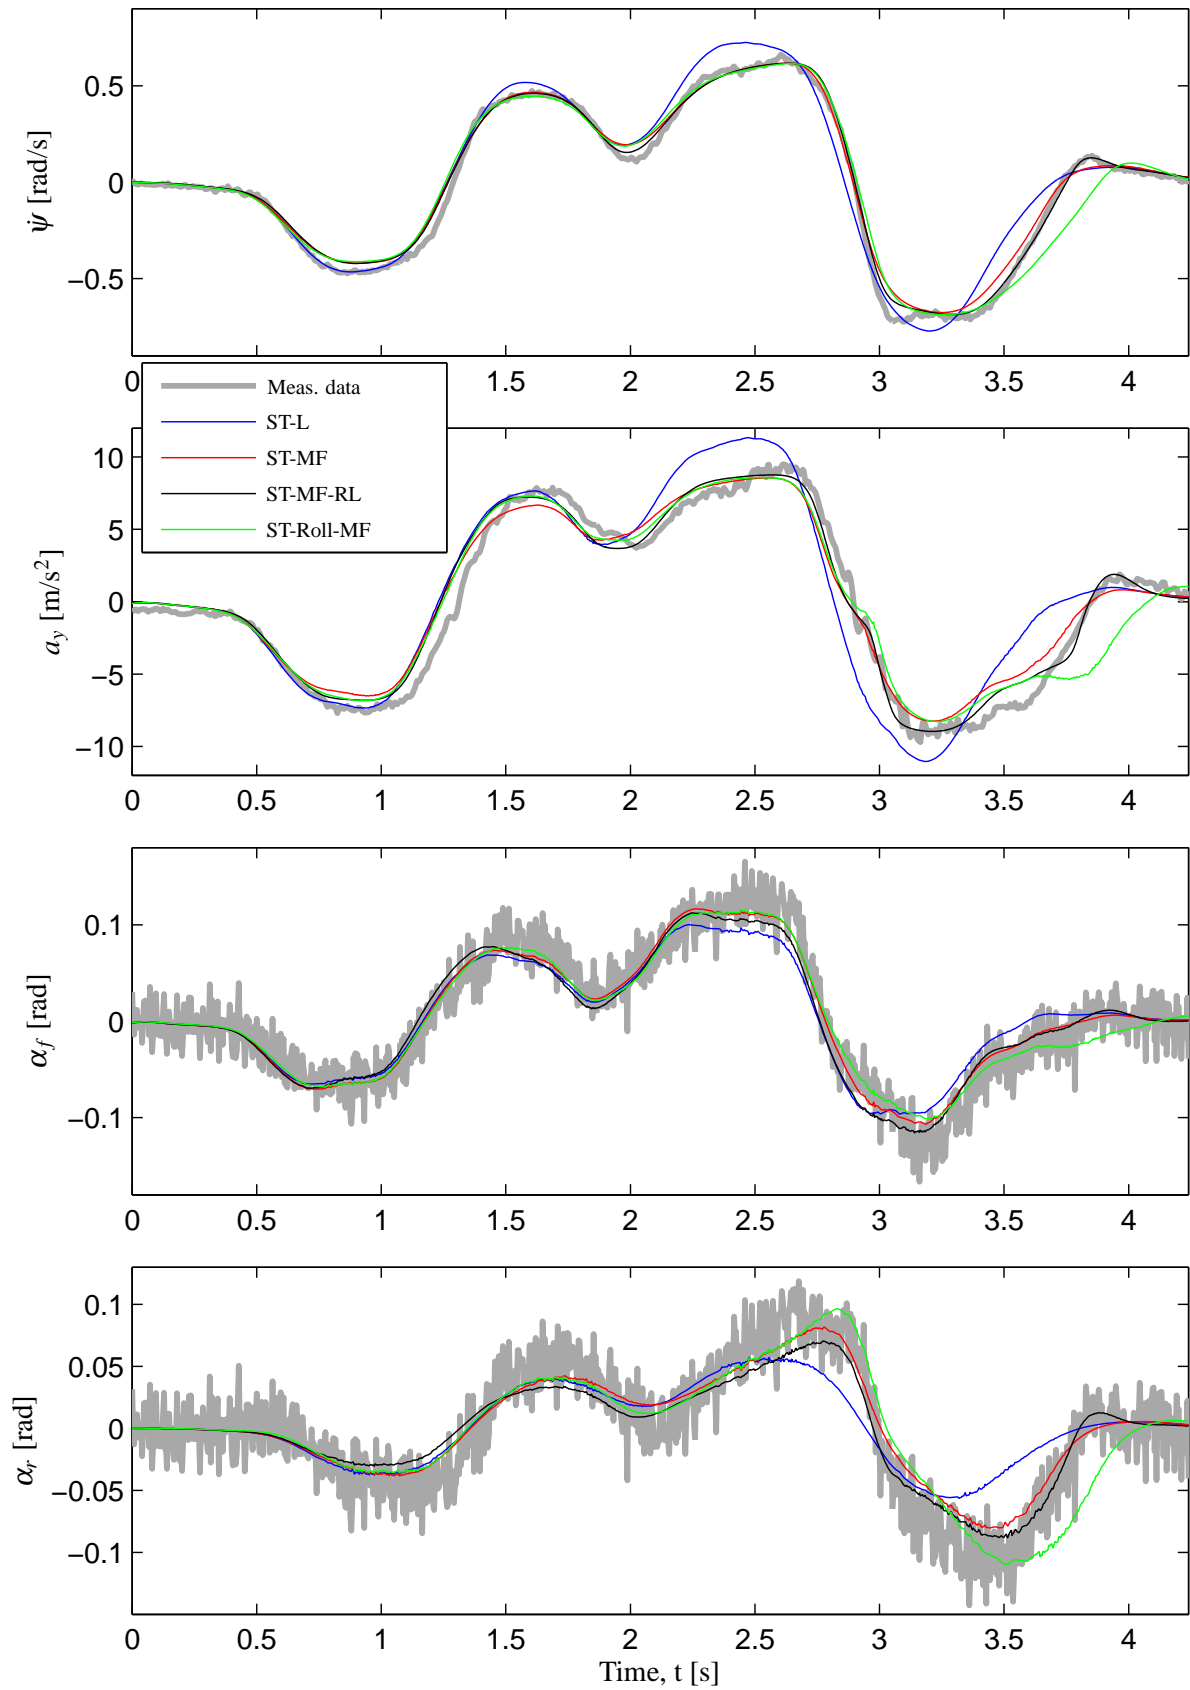 0.5
0
−0.5
ψ̇ [rad/s]
0 1.5 2 2.5 3 3.5 4
Meas. data
ST-L
ST-MF
ST-MF-RL
ST-Roll-MF
10
5
0
−5
−10
a_y [m/s²]
0 0.5 1 1.5 2 2.5 3 3.5 4
0.1
0
−0.1
α_f [rad]
0 0.5 1 1.5 2 2.5 3 3.5 4
0.1
0.05
0
−0.05
−0.1
α_r [rad]
0 0.5 1 1.5 2 2.5 3 3.5 4
Time, t [s]